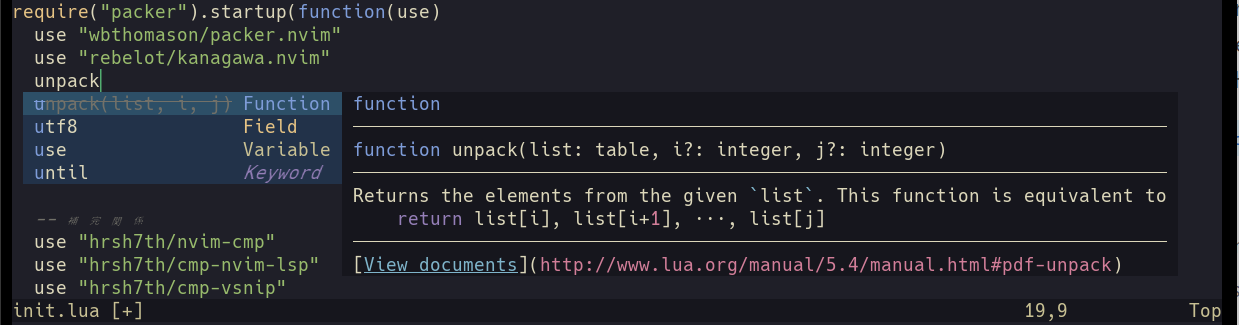 require("packer").startup(function(use)
use "wbthomason/packer.nvim"
use "rebelot/kanagawa.nvim"
unpack
unpack(list, i, j) Function
utf8 Field
use Variable
until Keyword
function
function unpack(list: table, i?: integer, j?: integer)
Returns the elements from the given `list`. This function is equivalent to
return list[i], list[i+1], ···, list[j]
[View documents](http://www.lua.org/manual/5.4/manual.html#pdf-unpack)
-- 補完関係
use "hrsh7th/nvim-cmp"
use "hrsh7th/cmp-nvim-lsp"
use "hrsh7th/cmp-vsnip"
init.lua [+] 19,9 Top